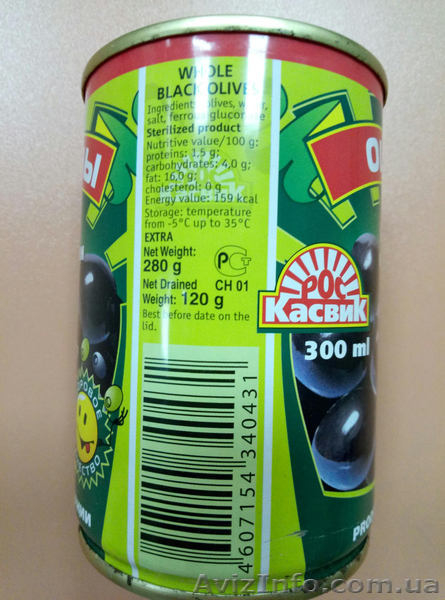 WHOLE
BLACK OLIVES
Ingredients: olives, water,
salt, ferrous gluconate
Sterilized product
Nutritive value/100 g:
proteins: 1,5 g;
carbohydrates: 4,0 g;
fat: 16,0 g;
cholesterol: 0 g
Energy value: 159 kcal
Storage: temperature
from -5°C up to 35°C
EXTRA
Net Weight:
280 g
Net Drained
Weight: 120 g
CH 01
Best before date on the
lid.
4607154340431
РОС
Касвик
300 ml
Ы
О
PROD
AvizInfo.com.ua